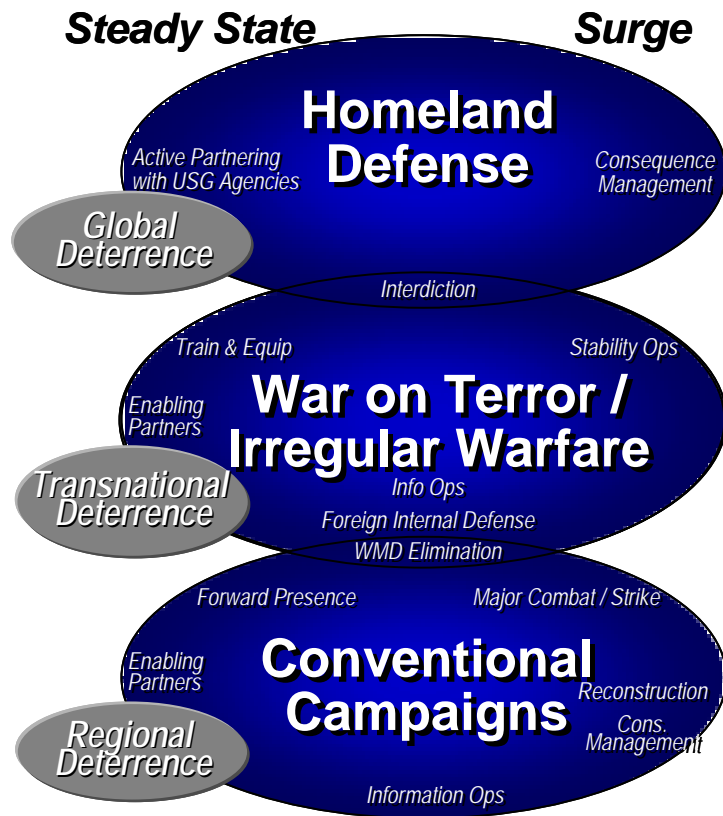 Steady State
Surge
Homeland
Defense
Active Partnering
with USG Agencies
Consequence
Management
Global
Deterrence
Interdiction
Train & Equip
Stability Ops
War on Terror /
Irregular Warfare
Enabling
Partners
Transnational
Deterrence
Info Ops
Foreign Internal Defense
WMD Elimination
Forward Presence
Major Combat / Strike
Conventional
Campaigns
Enabling
Partners
Reconstruction
Cons.
Management
Regional
Deterrence
Information Ops